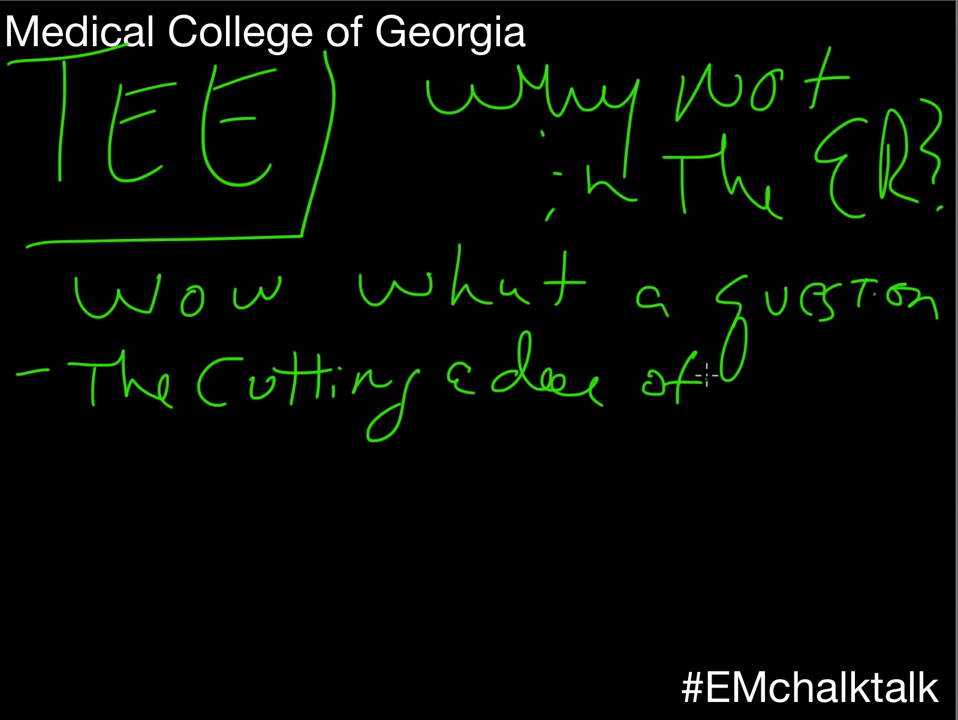 Medical College of Georgia
TEE Why Not
in The ER?
Wow what a question
- The Cutting edge of
#EMchalktalk